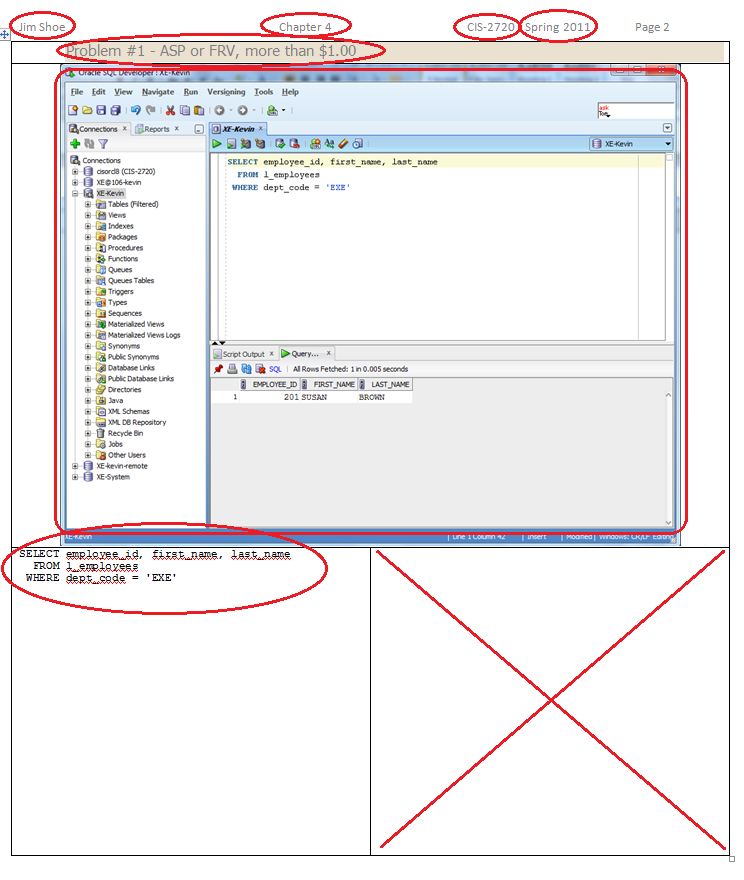 Jim Shoe Chapter 4 CIS-2720 Spring 2011 Page 2
Problem #1 - ASP or FRV, more than $1.00
Oracle SQL Developer : XE-Kevin
File Edit View Navigate Run Versioning Tools Help
Connections Reports XE-Kevin
XE-Kevin
SELECT employee_id, first_name, last_name
FROM l_employees
WHERE dept_code = 'EXE'
Connections
cisord8 (CIS-2720)
XE@106-kevin
XE-Kevin
Tables (Filtered)
Views
Indexes
Packages
Procedures
Functions
Queues
Queues Tables
Triggers
Types
Sequences
Materialized Views
Materialized Views Logs
Synonyms
Public Synonyms
Database Links
Public Database Links
Directories
Java
XML Schemas
XML DB Repository
Recycle Bin
Jobs
Other Users
XE-kevin-remote
XE-System
Script Output Query...
SQL All Rows Fetched: 1 in 0.005 seconds
EMPLOYEE_ID FIRST_NAME LAST_NAME
1 201 SUSAN BROWN
XE-Kevin Line 1 Column 42 Insert Modified Windows: CR/LF Editing
SELECT employee_id, first_name, last_name
FROM l_employees
WHERE dept_code = 'EXE'